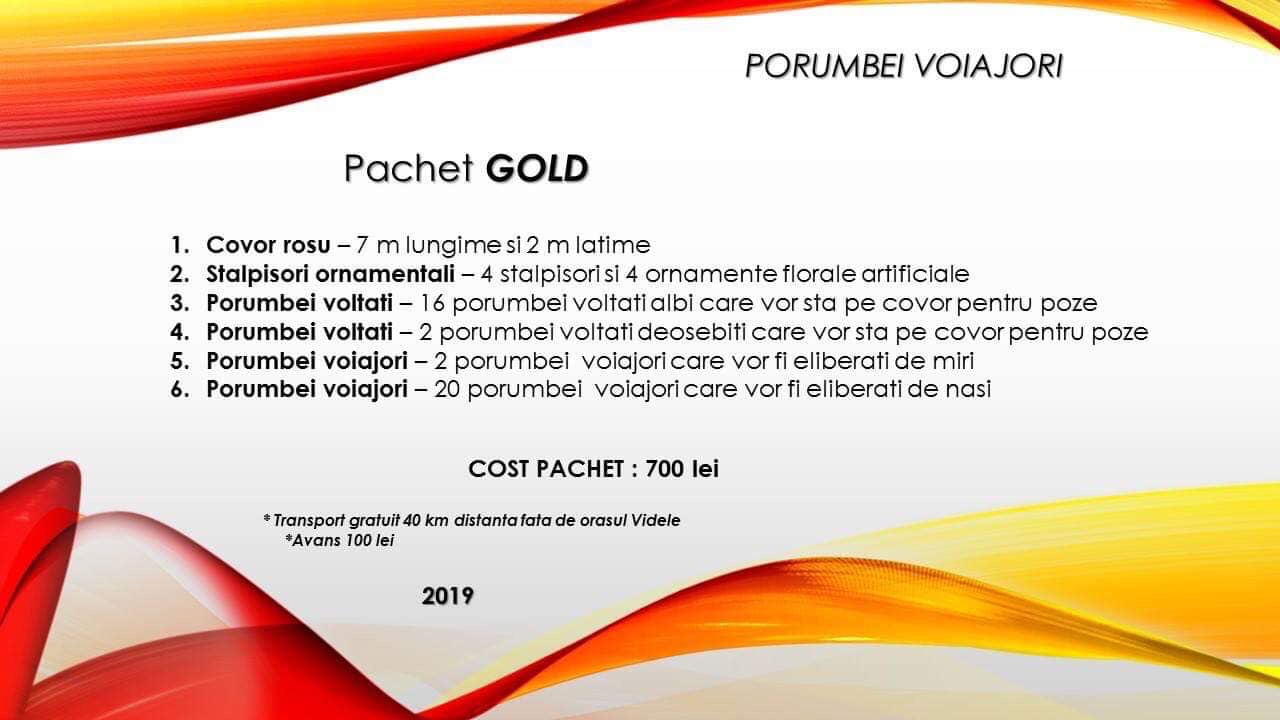 PORUMBEI VOIAJORI
Pachet GOLD
1. Covor rosu – 7 m lungime si 2 m latime
2. Stalpisori ornamentali – 4 stalpisori si 4 ornamente florale artificiale
3. Porumbei voltati – 16 porumbei voltati albi care vor sta pe covor pentru poze
4. Porumbei voltati – 2 porumbei voltati deosebiti care vor sta pe covor pentru poze
5. Porumbei voiajori – 2 porumbei voiajori care vor fi eliberati de miri
6. Porumbei voiajori – 20 porumbei voiajori care vor fi eliberati de nasi
COST PACHET : 700 lei
* Transport gratuit 40 km distanta fata de orasul Videle
*Avans 100 lei
2019